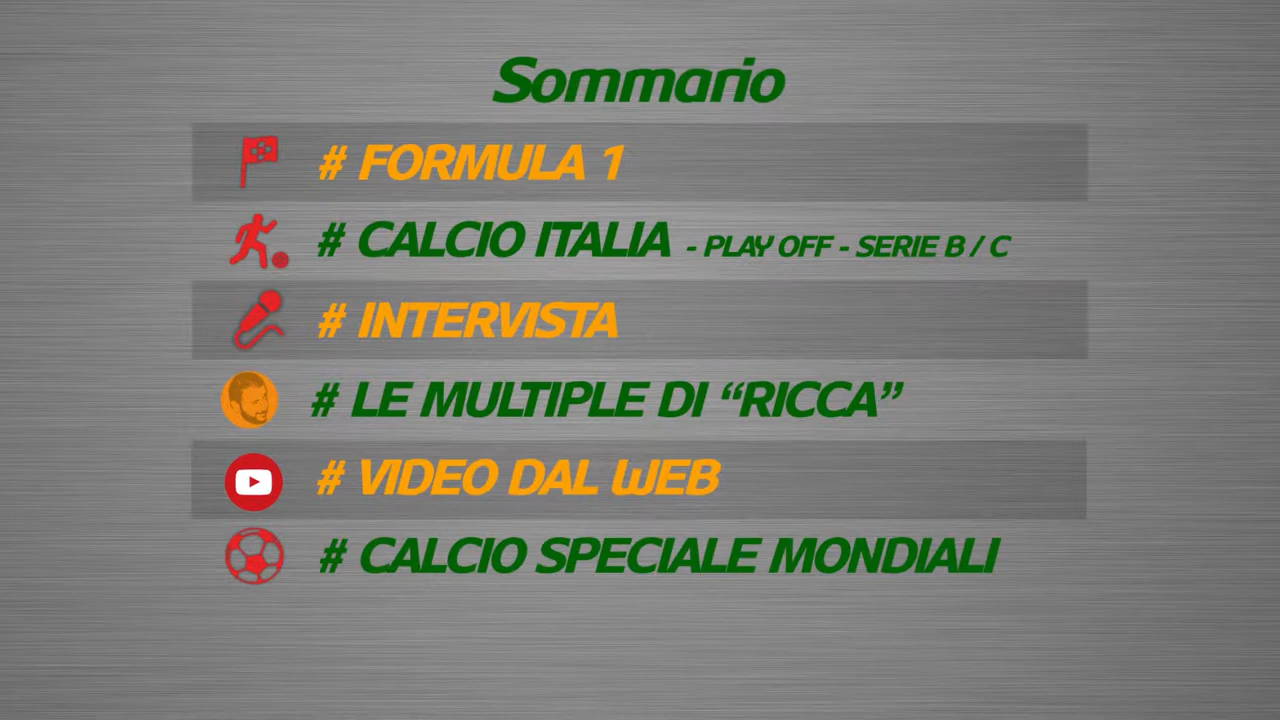 Sommario
# FORMULA 1
# CALCIO ITALIA - PLAY OFF - SERIE B / C
# INTERVISTA
# LE MULTIPLE DI “RICCA”
# VIDEO DAL WEB
# CALCIO SPECIALE MONDIALI